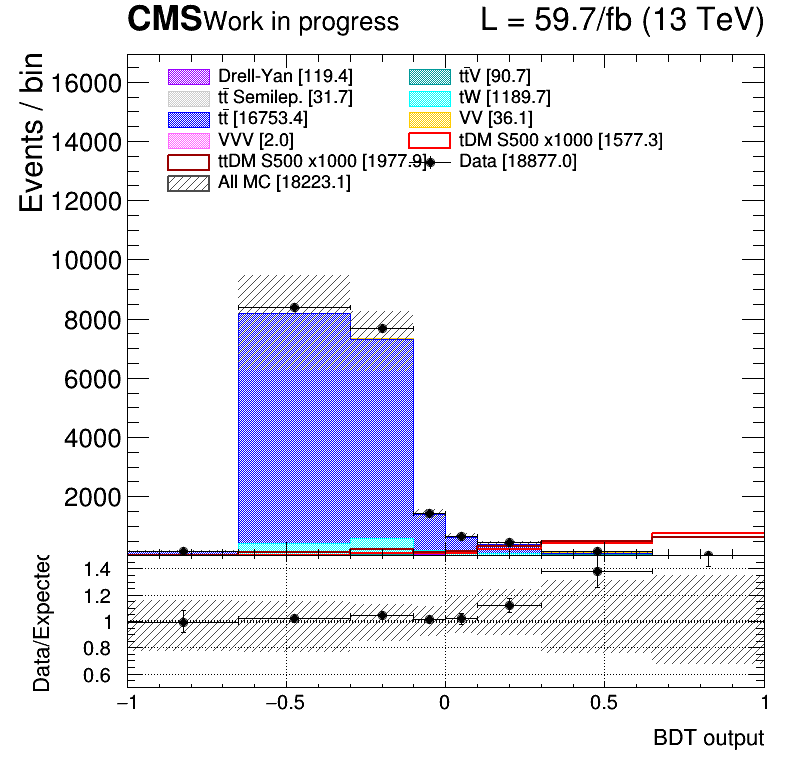 CMS Work in progress L = 59.7/fb (13 TeV)
Events / bin
16000
14000
12000
10000
8000
6000
4000
2000
Drell-Yan [119.4] tt̄V [90.7]
tt̄ Semilep. [31.7] tW [1189.7]
tt̄ [16753.4] VV [36.1]
VVV [2.0] tDM S500 x1000 [1577.3]
ttDM S500 x1000 [1977.9] Data [18877.0]
All MC [18223.1]
Data/Expected
1.4
1.2
1
0.8
0.6
−1 −0.5 0 0.5 1
BDT output